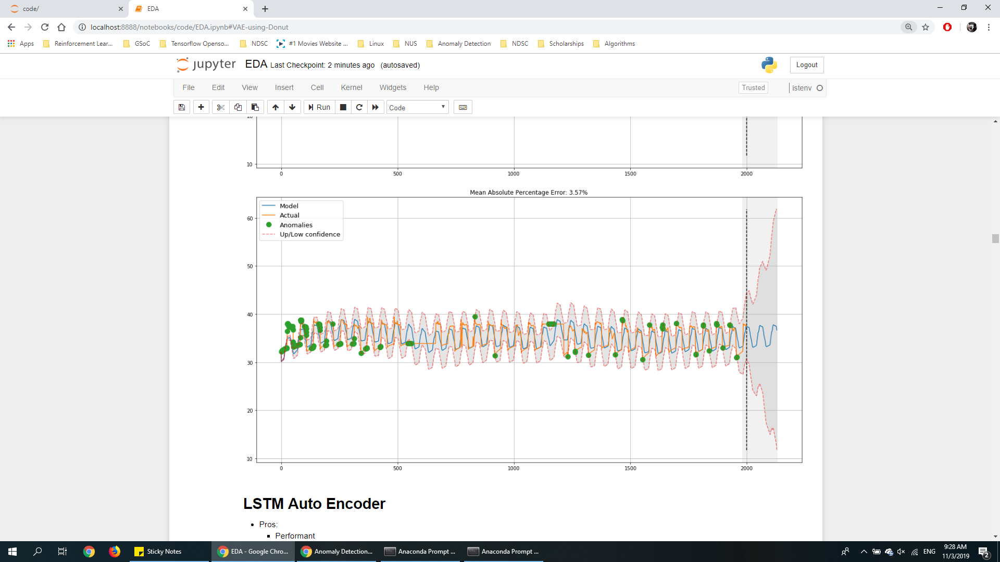 code/
EDA
localhost:8888/notebooks/code/EDA.ipynb#VAE-using-Donut
Apps Reinforcement Lear... GSoC Tensorflow Openso... NDSC #1 Movies Website ... Linux NUS Anomaly Detection NDSC Scholarships Algorithms
jupyter EDA Last Checkpoint: 2 minutes ago (autosaved) Logout
File Edit View Insert Cell Kernel Widgets Help Trusted istenv
Run Code
20
10
0 500 1000 1500 2000
Mean Absolute Percentage Error: 3.57%
Model
Actual
Anomalies
Up/Low confidence
60
50
40
30
20
10
0 500 1000 1500 2000
LSTM Auto Encoder
Pros:
Performant
Sticky Notes EDA - Google Chro... Anomaly Detection... Anaconda Prompt ... Anaconda Prompt ... ENG
9:28 AM
11/3/2019
2